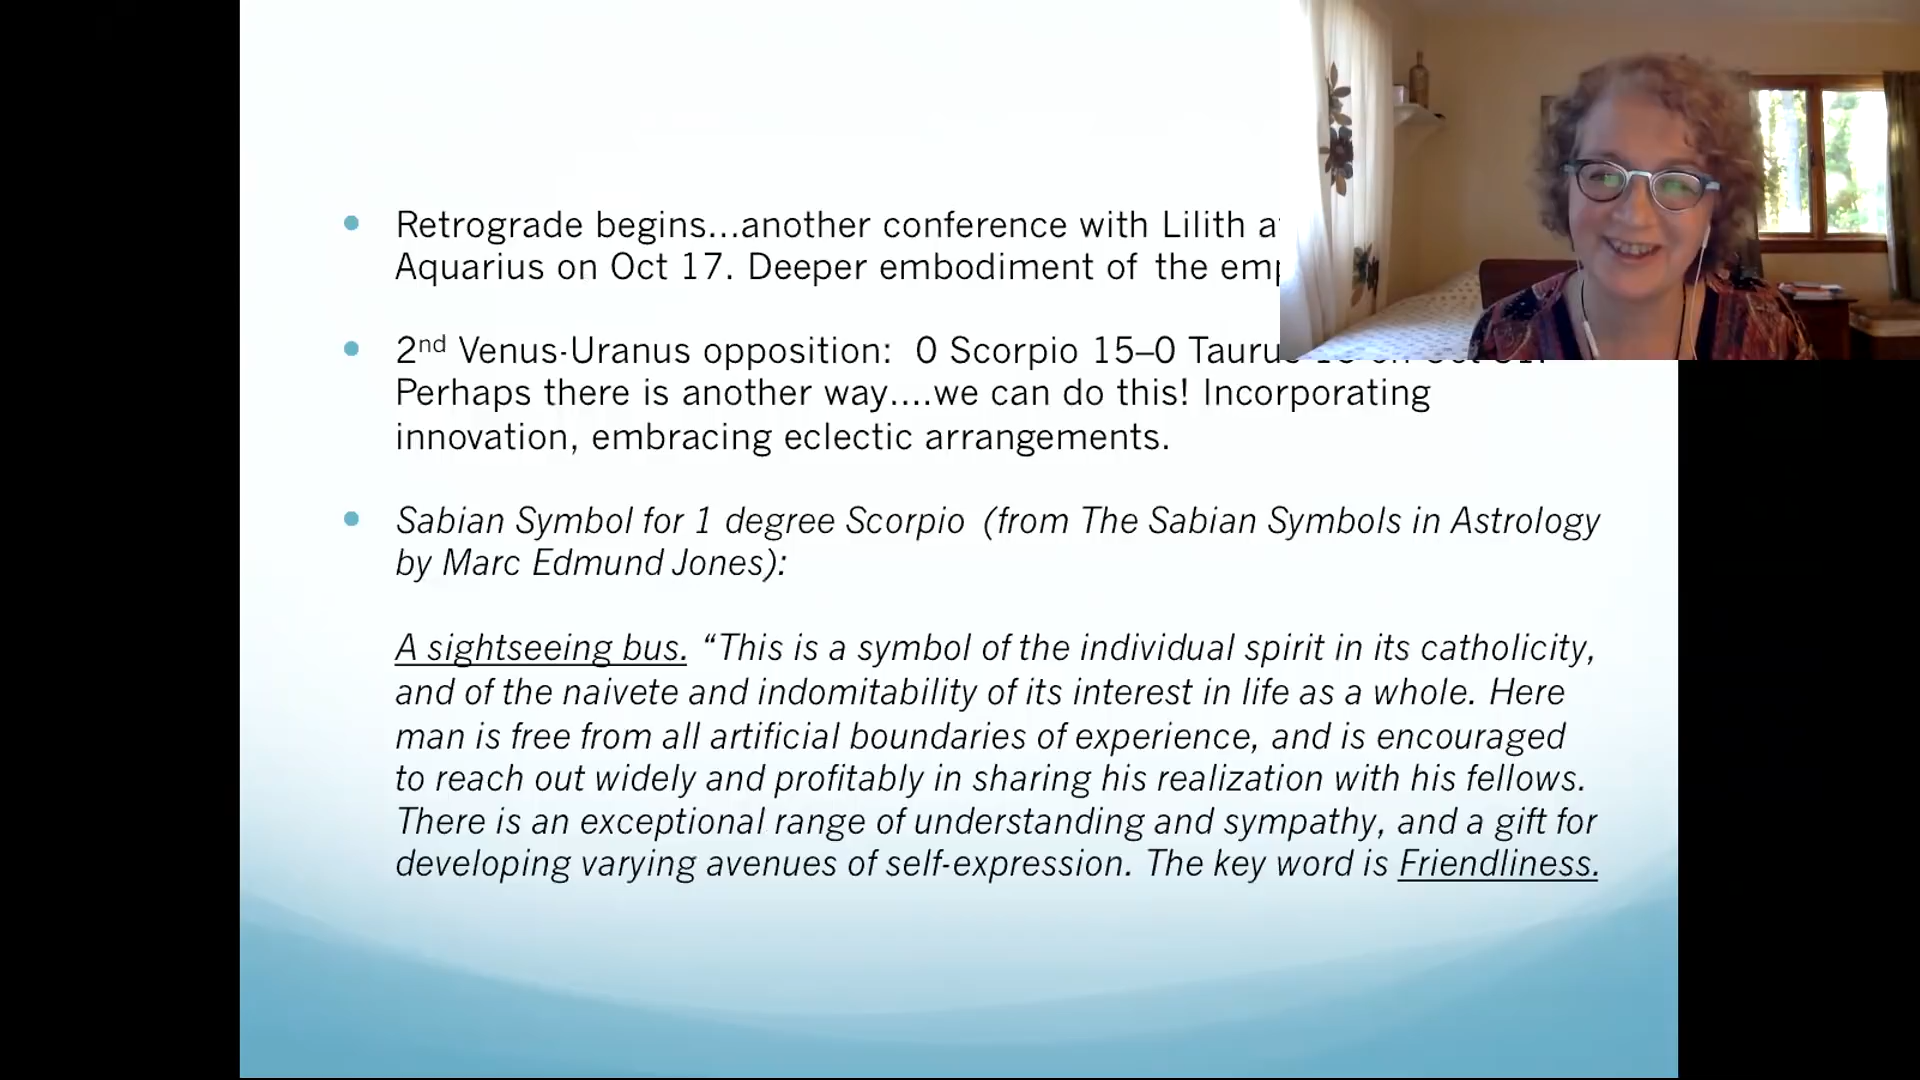 Retrograde begins...another conference with Lilith
Aquarius on Oct 17. Deeper embodiment of the
2nd Venus-Uranus opposition: 0 Scorpio 15–0
Perhaps there is another way....we can do this! Incorporating
innovation, embracing eclectic arrangements.
Sabian Symbol for 1 degree Scorpio (from The Sabian Symbols in Astrology
by Marc Edmund Jones):
A sightseeing bus. “This is a symbol of the individual spirit in its catholicity,
and of the naivete and indomitability of its interest in life as a whole. Here
man is free from all artificial boundaries of experience, and is encouraged
to reach out widely and profitably in sharing his realization with his fellows.
There is an exceptional range of understanding and sympathy, and a gift for
developing varying avenues of self-expression. The key word is Friendliness.